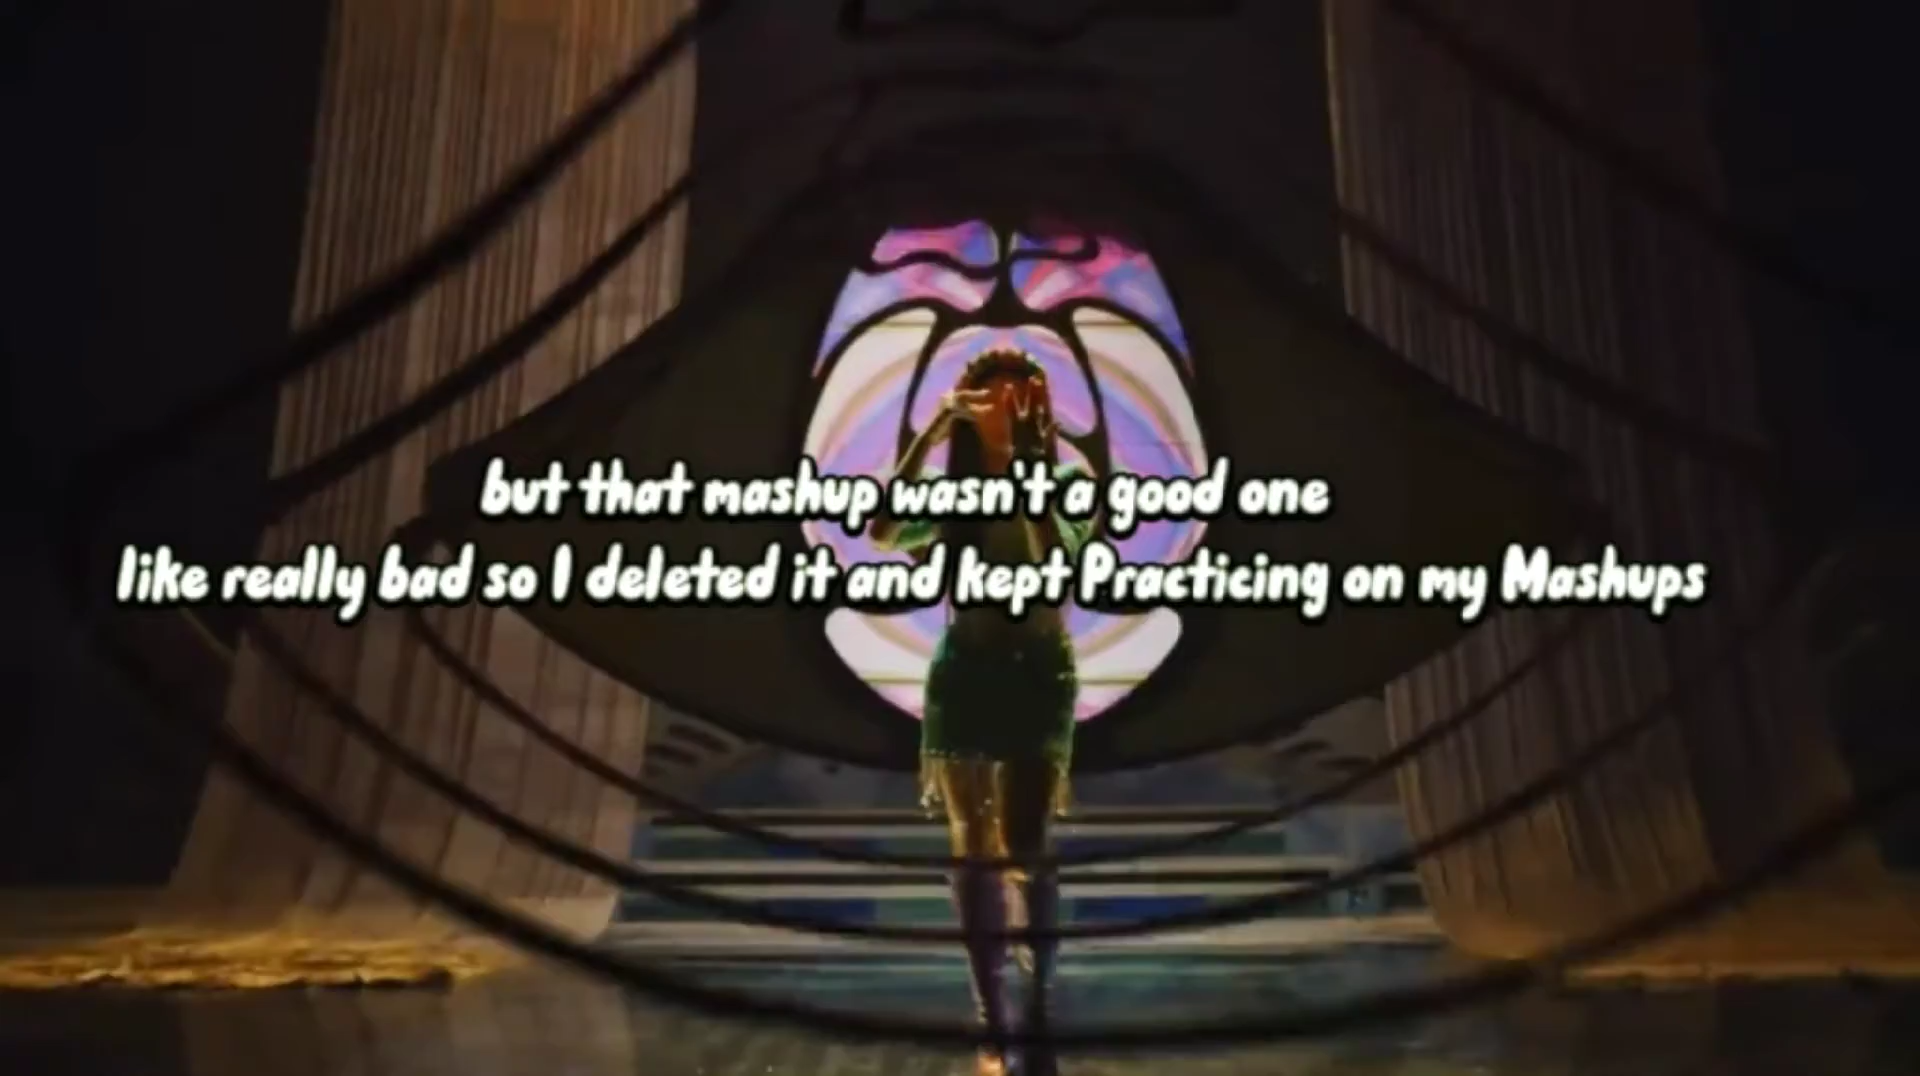 but that mashup wasn't a good one
like really bad so I deleted it and kept Practicing on my Mashups